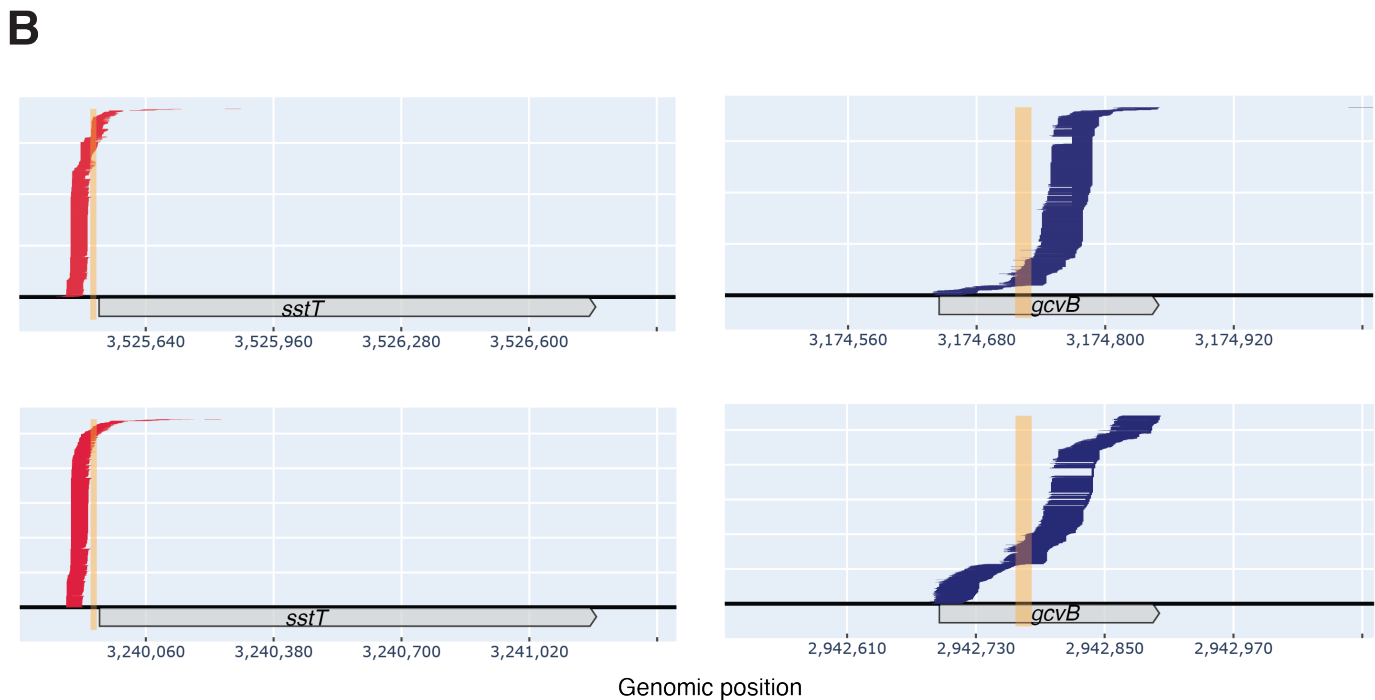 B
sstT
gcvB
3,525,640 3,525,960 3,526,280 3,526,600
3,174,560 3,174,680 3,174,800 3,174,920
sstT
gcvB
3,240,060 3,240,380 3,240,700 3,241,020
2,942,610 2,942,730 2,942,850 2,942,970
Genomic position